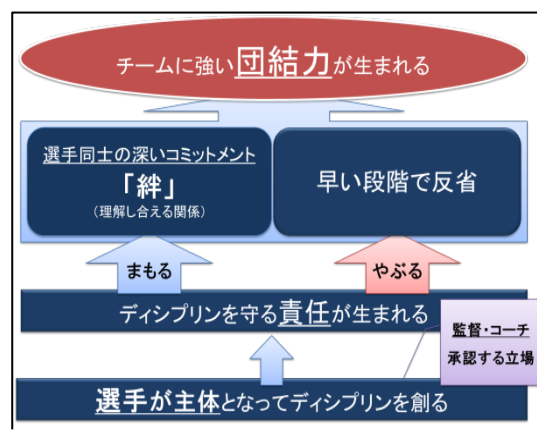 チームに強い団結力が生まれる
選手同士の深いコミットメント
「絆」
(理解し合える関係)
早い段階で反省
まもる
やぶる
ディシプリンを守る責任が生まれる
監督・コーチ
承認する立場
選手が主体となってディシプリンを創る